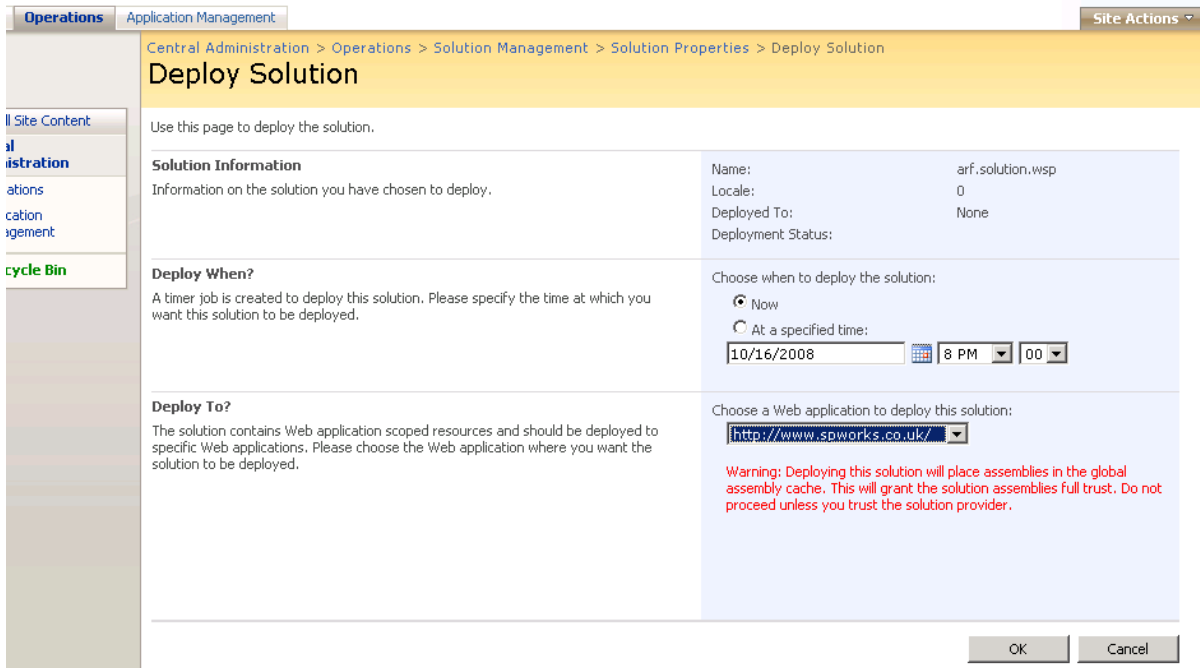 Operations
Application Management
Site Actions
Central Administration > Operations > Solution Management > Solution Properties > Deploy Solution
Deploy Solution
ll Site Content
al
nistration
ations
cation
agement
cycle Bin
Use this page to deploy the solution.
Solution Information
Information on the solution you have chosen to deploy.
Name: arf.solution.wsp
Locale: 0
Deployed To: None
Deployment Status:
Deploy When?
A timer job is created to deploy this solution. Please specify the time at which you
want this solution to be deployed.
Choose when to deploy the solution:
Now
At a specified time:
10/16/2008 8 PM 00
Deploy To?
The solution contains Web application scoped resources and should be deployed to
specific Web applications. Please choose the Web application where you want the
solution to be deployed.
Choose a Web application to deploy this solution:
http://www.spworks.co.uk/
Warning: Deploying this solution will place assemblies in the global
assembly cache. This will grant the solution assemblies full trust. Do not
proceed unless you trust the solution provider.
OK Cancel